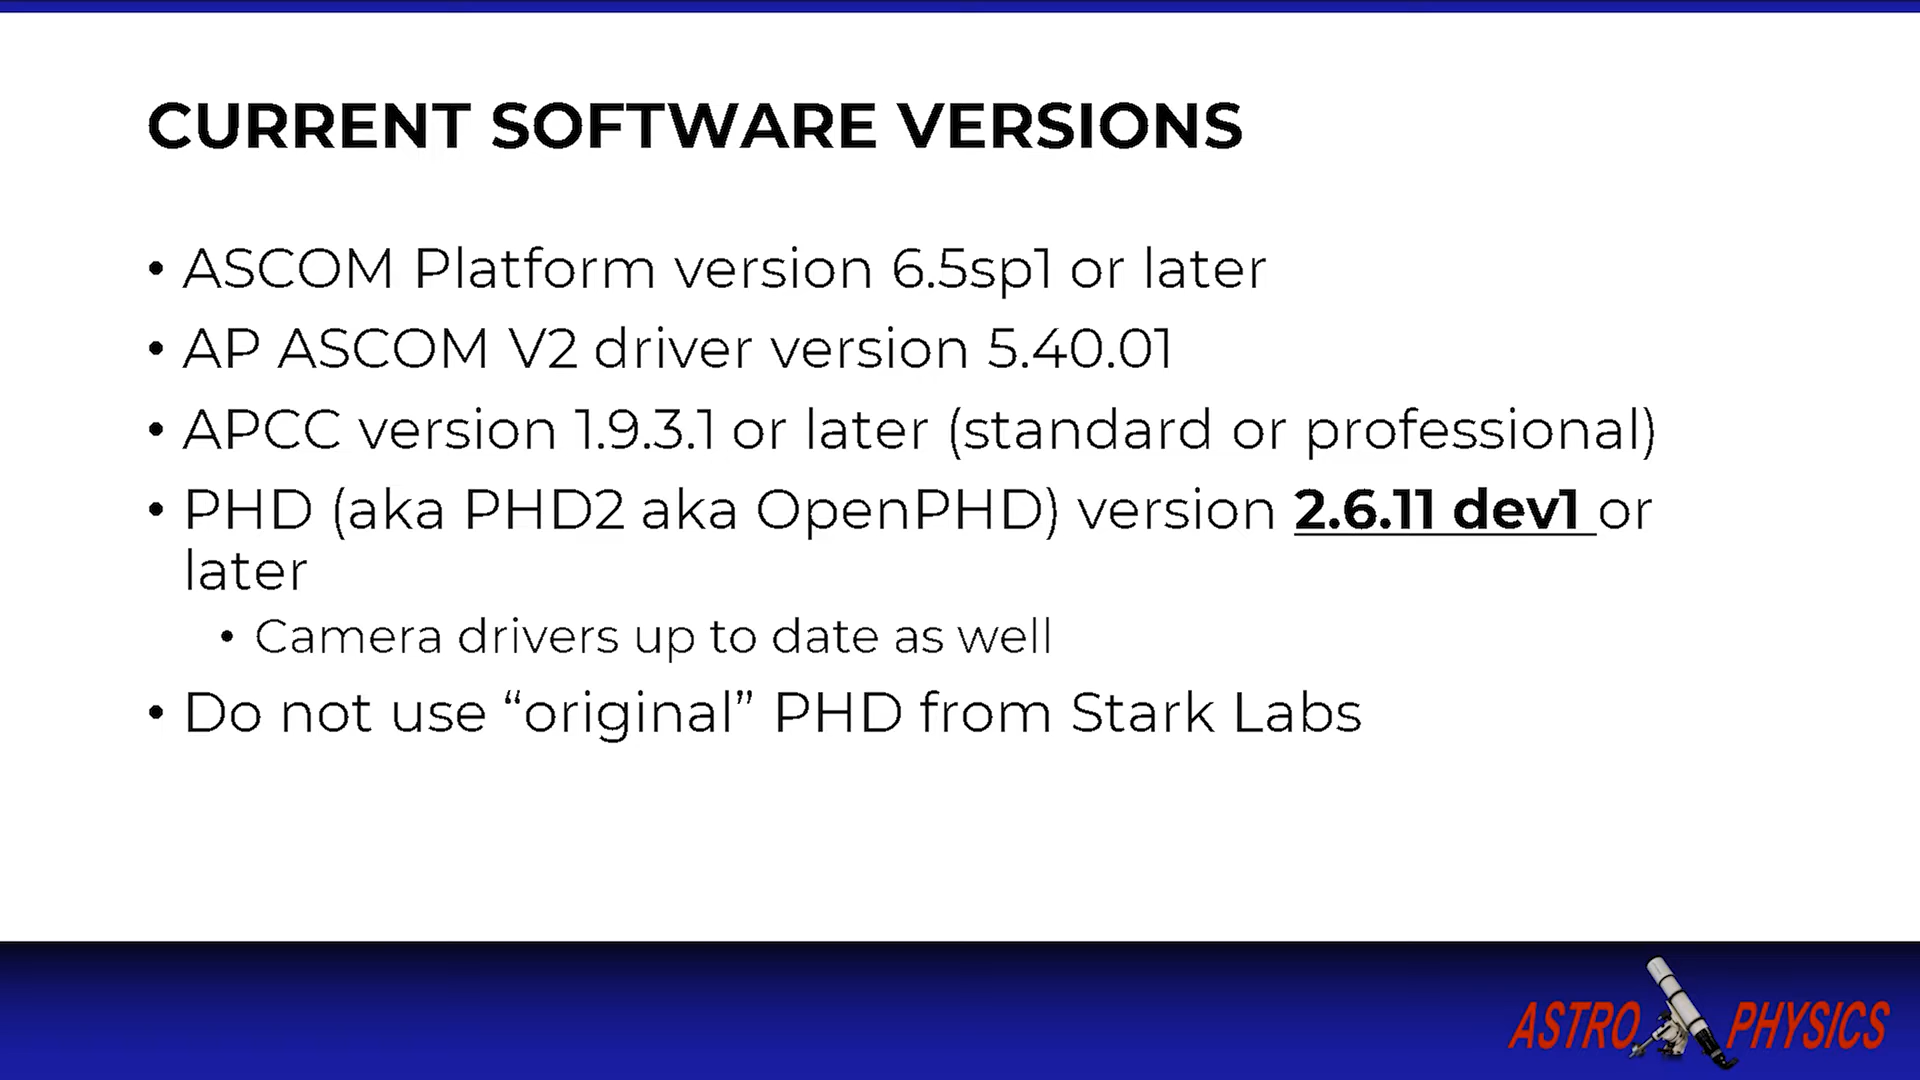 CURRENT SOFTWARE VERSIONS
• ASCOM Platform version 6.5sp1 or later
• AP ASCOM V2 driver version 5.40.01
• APCC version 1.9.3.1 or later (standard or professional)
• PHD (aka PHD2 aka OpenPHD) version 2.6.11 dev1 or
later
• Camera drivers up to date as well
• Do not use “original” PHD from Stark Labs
ASTRO PHYSICS